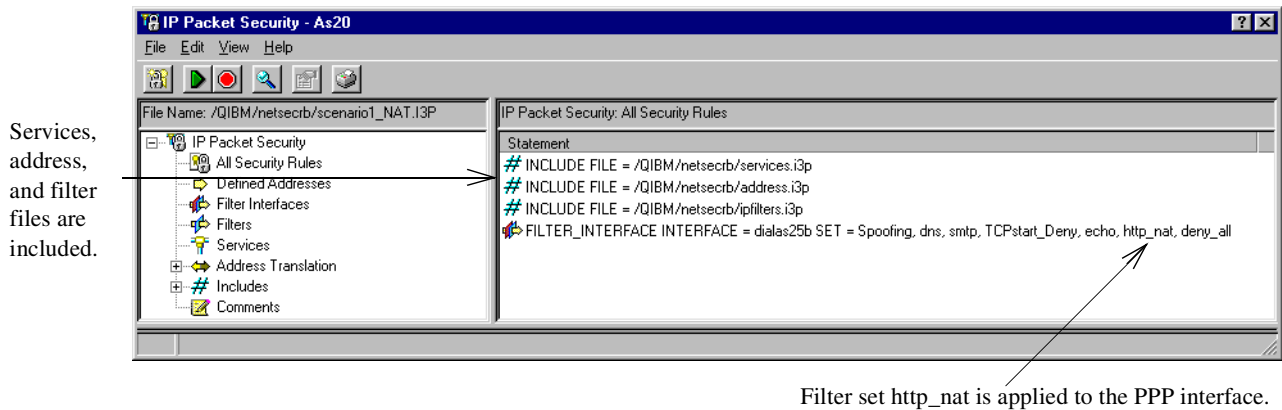 IP Packet Security - As20
File Edit View Help
File Name: /QIBM/netsecrb/scenario1_NAT.I3P
IP Packet Security: All Security Rules
Services,
address,
and filter
files are
included.
IP Packet Security
All Security Rules
Defined Addresses
Filter Interfaces
Filters
Services
Address Translation
Includes
Comments
Statement
# INCLUDE FILE = /QIBM/netsecrb/services.i3p
# INCLUDE FILE = /QIBM/netsecrb/address.i3p
# INCLUDE FILE = /QIBM/netsecrb/ipfilters.i3p
FILTER_INTERFACE INTERFACE = dialas25b SET = Spoofing, dns, smtp, TCPstart_Deny, echo, http_nat, deny_all
Filter set http_nat is applied to the PPP interface.